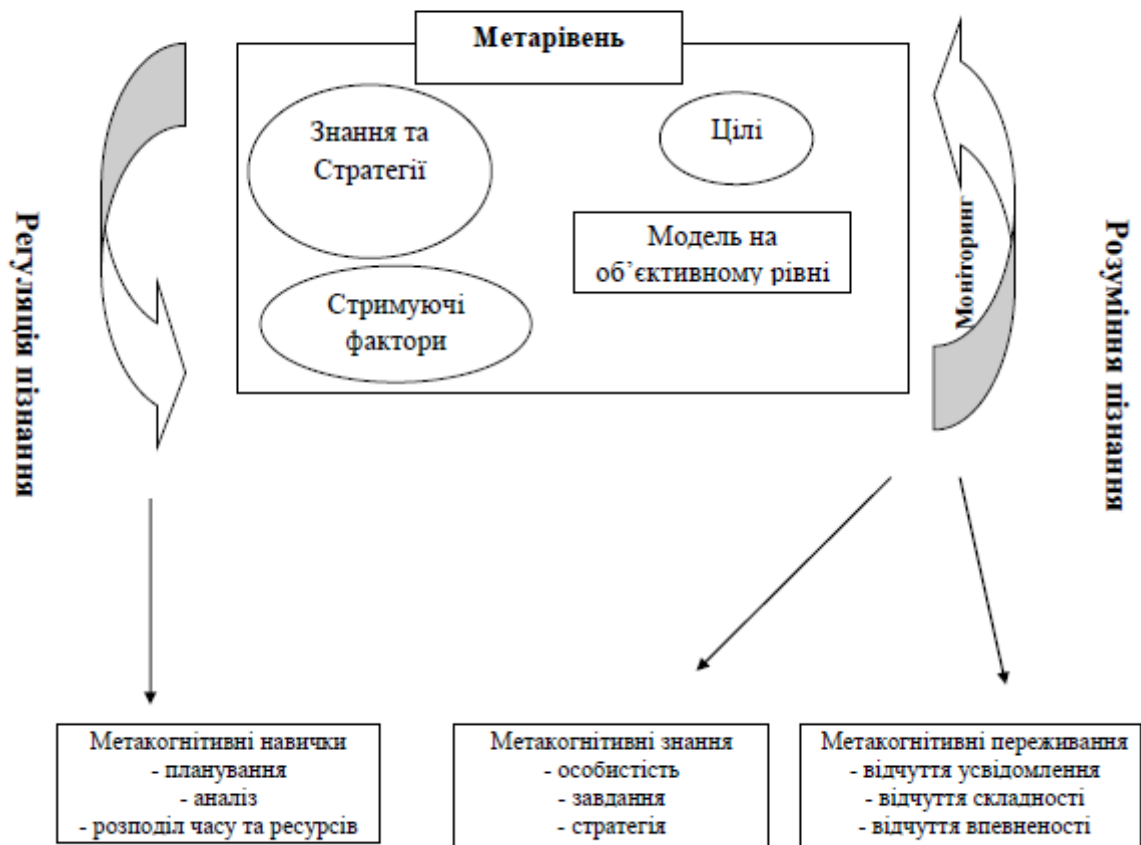 Метарівень
Знання та
Стратегії
Цілі
Модель на
об’єктивному рівні
Стримуючі
фактори
Регуляція пізнання
Моніторинг
Розуміння пізнання
Метакогнітивні навички
- планування
- аналіз
- розподіл часу та ресурсів
Метакогнітивні знання
- особистість
- завдання
- стратегія
Метакогнітивні переживання
- відчуття усвідомлення
- відчуття складності
- відчуття впевненості